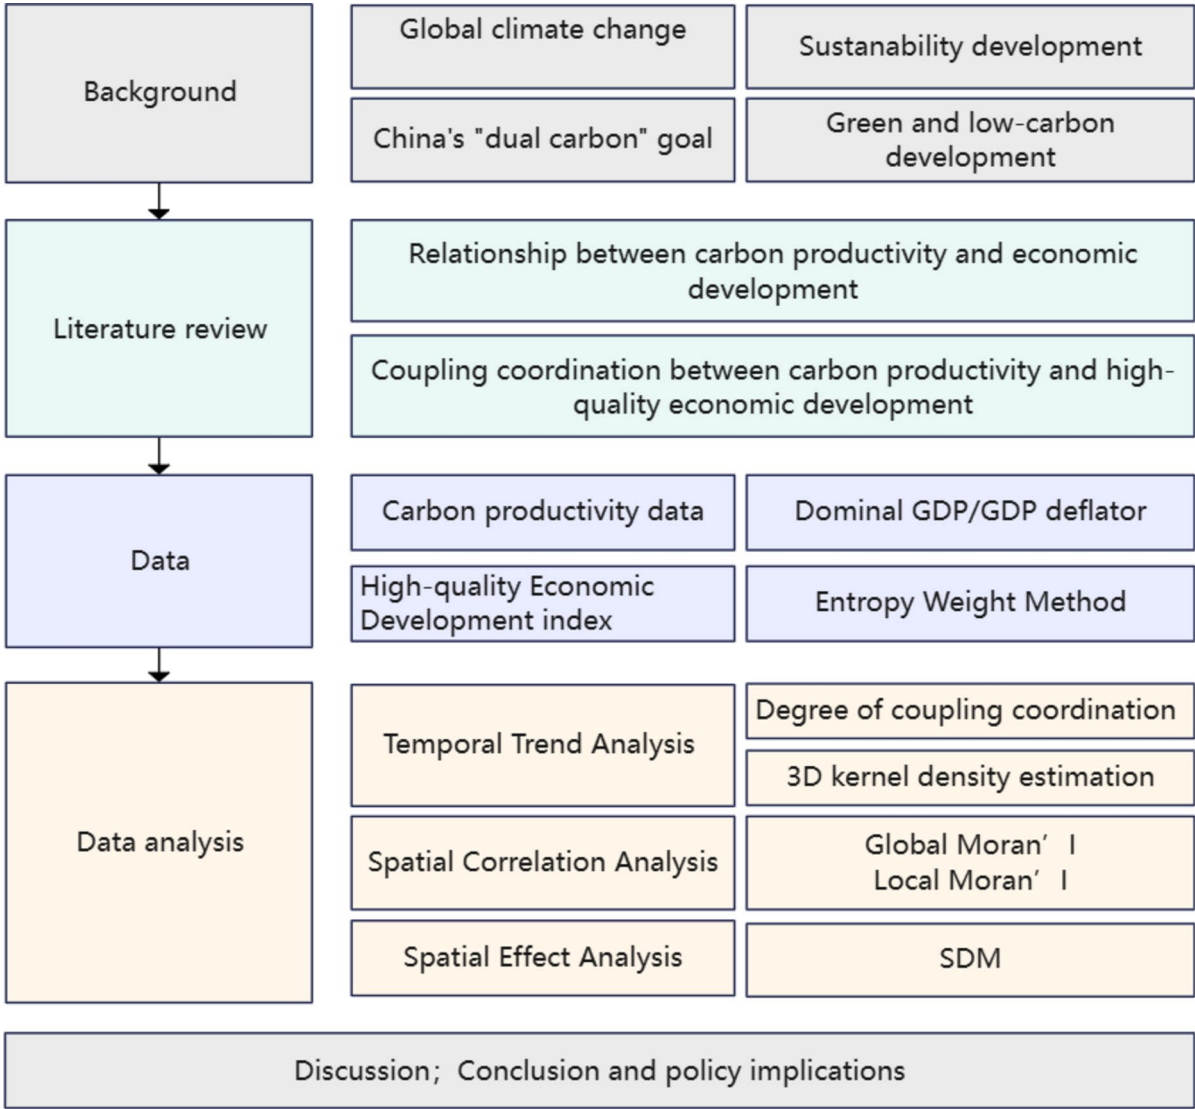 Background
Global climate change
Sustanability development
China's "dual carbon" goal
Green and low-carbon
development
Literature review
Relationship between carbon productivity and economic
development
Coupling coordination between carbon productivity and high-
quality economic development
Data
Carbon productivity data
Dominal GDP/GDP deflator
High-quality Economic
Development index
Entropy Weight Method
Data analysis
Temporal Trend Analysis
Degree of coupling coordination
3D kernel density estimation
Spatial Correlation Analysis
Global Moran’ I
Local Moran’ I
Spatial Effect Analysis
SDM
Discussion; Conclusion and policy implications